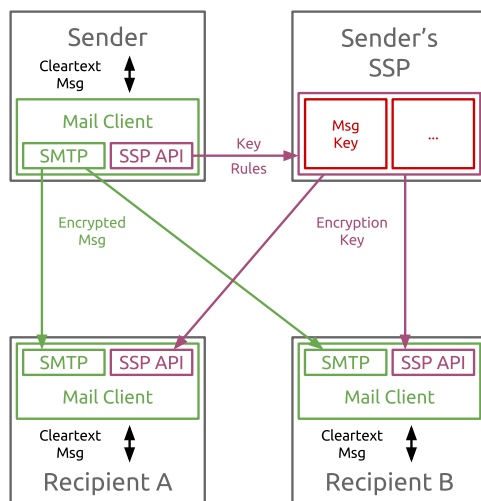 Sender
Cleartext
Msg
Mail Client
SMTP
SSP API
Sender's
SSP
Msg
Key
...
Key
Rules
Encrypted
Msg
Encryption
Key
SMTP
SSP API
Mail Client
Cleartext
Msg
Recipient A
SMTP
SSP API
Mail Client
Cleartext
Msg
Recipient B